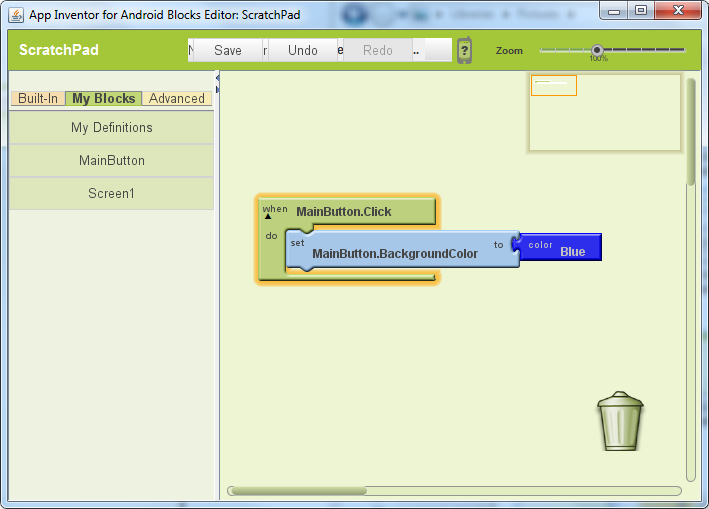 App Inventor for Android Blocks Editor: ScratchPad
ScratchPad Save Undo Redo ? Zoom 100%
Built-In My Blocks Advanced
My Definitions
MainButton
Screen1
when MainButton.Click
do set MainButton.BackgroundColor to color Blue